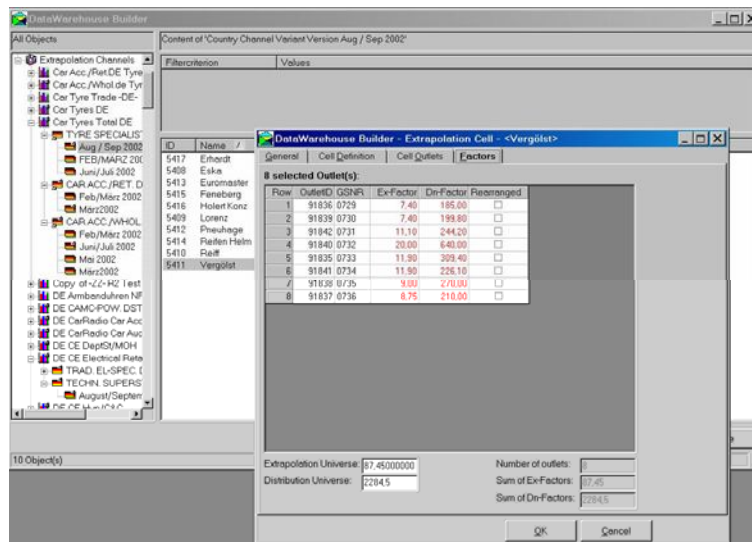 DataWarehouse Builder
All Objects
Content of 'Country Channel Variant Version Aug / Sep 2002'
Extrapolation Channels
Car Acc./Ret.DE Tyre
Car Acc./Whol.de Tyr
Car Tyre Trade -DE-
Car Tyres DE
Car Tyres Total DE
TYRE SPECIALIS
Aug / Sep 2002
FEB/MÄRZ 200
Juni/Juli 2002
CAR ACC./RET. D
Feb/März 2002
März2002
CAR ACC./WHOL
Feb/März 2002
Juni/Juli 2002
Mai 2002
März2002
Copy of -ZZ- R2 Test
DE Armbanduhren NF
DE CAMC-POW. DST
DE CarRadio Car Acc
DE CarRadio Car Auc
DE CE DeptSt/MOH
DE CE Electrical Reta
TRAD. EL-SPEC. D
TECHN. SUPERS
August/Septem
10 Object(s)
Filtercriterion Values
ID Name /
5417 Erhardt
5408 Eska
5413 Euromaster
5415 Feneberg
5416 Holert Konz
5409 Lorenz
5412 Pneuhage
5414 Reifen Helm
5410 Reiff
5411 Vergölst
DataWarehouse Builder - Extrapolation Cell - <Vergölst>
General Cell Definition Cell Outlets Factors
8 selected Outlet(s):
Row OutletID GSNR Ex-Factor Dn-Factor Rearranged
1 91836 0729 7,40 185,00
2 91839 0730 7,40 199,80
3 91842 0731 11,10 244,20
4 91840 0732 20,00 640,00
5 91835 0733 11,90 309,40
6 91841 0734 11,90 226,10
7 91838 0735 9,00 270,00
8 91837 0736 8,75 210,00
Extrapolation Universe: 87,45000000
Distribution Universe: 2284,5
Number of outlets: 8
Sum of Ex-Factors: 87,45
Sum of Dn-Factors: 2284,5
OK Cancel